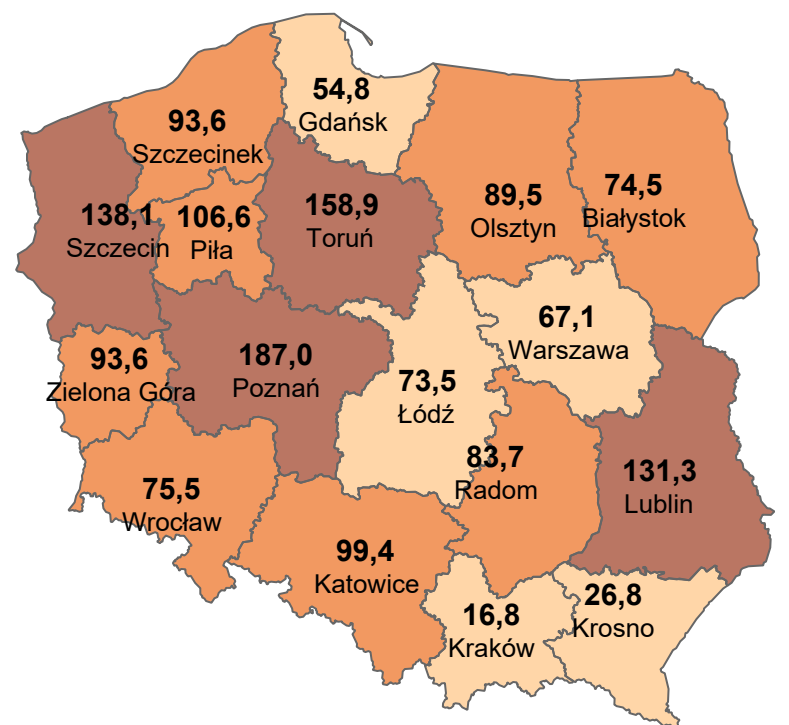 54,8
Gdańsk
93,6
Szczecinek
89,5
Olsztyn
74,5
Białystok
138,1
Szczecin
106,6
Piła
158,9
Toruń
67,1
Warszawa
93,6
Zielona Góra
187,0
Poznań
73,5
Łódź
83,7
Radom
131,3
Lublin
75,5
Wrocław
99,4
Katowice
16,8
Kraków
26,8
Krosno